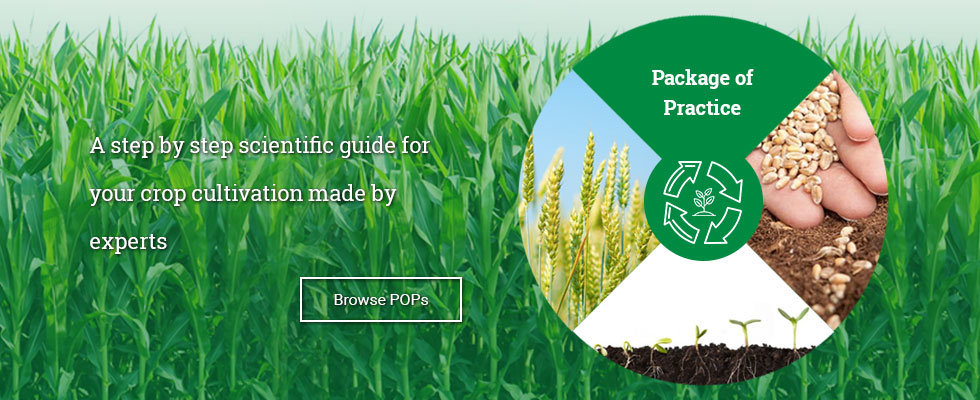 A step by step scientific guide for
your crop cultivation made by
experts
Browse POPs
Package of
Practice